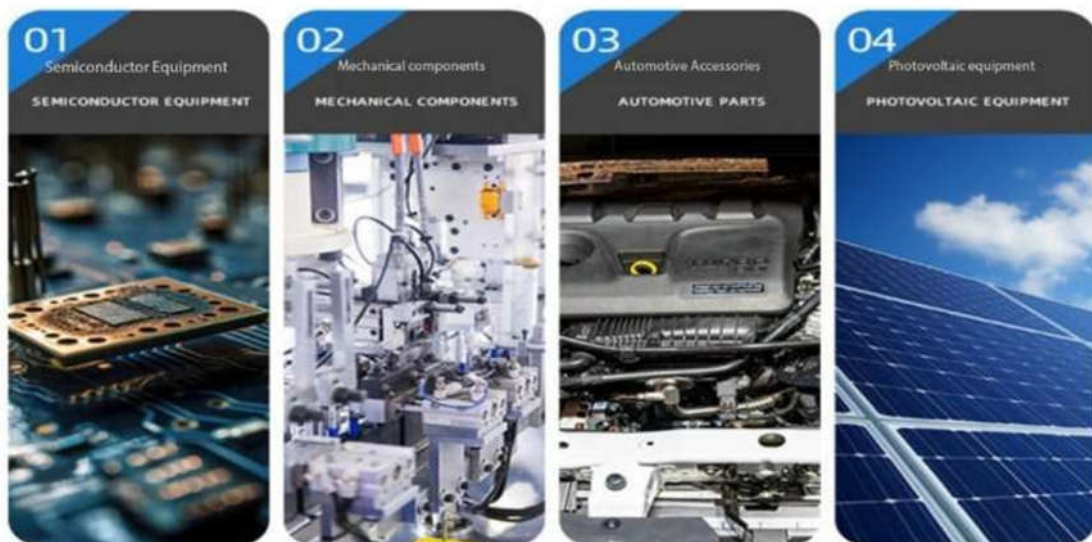 01
Semiconductor Equipment
SEMICONDUCTOR EQUIPMENT
02
Mechanical components
MECHANICAL COMPONENTS
03
Automotive Accessories
AUTOMOTIVE PARTS
04
Photovoltaic equipment
PHOTOVOLTAIC EQUIPMENT